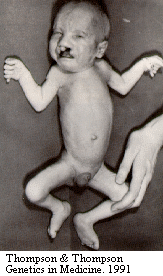 Thompson & Thompson
Genetics in Medicine. 1991